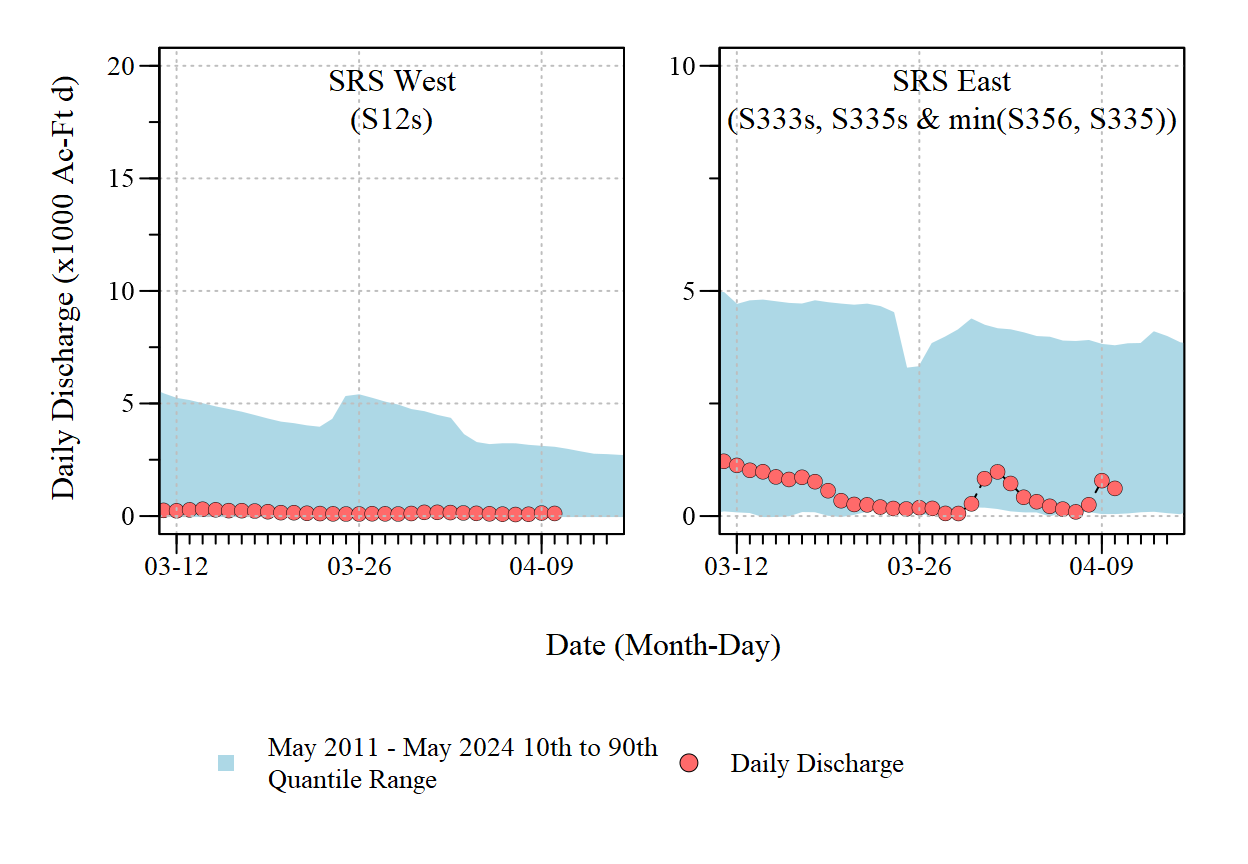 SRS West
(S12s)
SRS East
(S333s, S335s & min(S356, S335))
Daily Discharge (x1000 Ac-Ft d)
20
15
10
5
0
10
5
0
03-12
03-26
04-09
03-12
03-26
04-09
Date (Month-Day)
May 2011 - May 2024 10th to 90th
Quantile Range
Daily Discharge